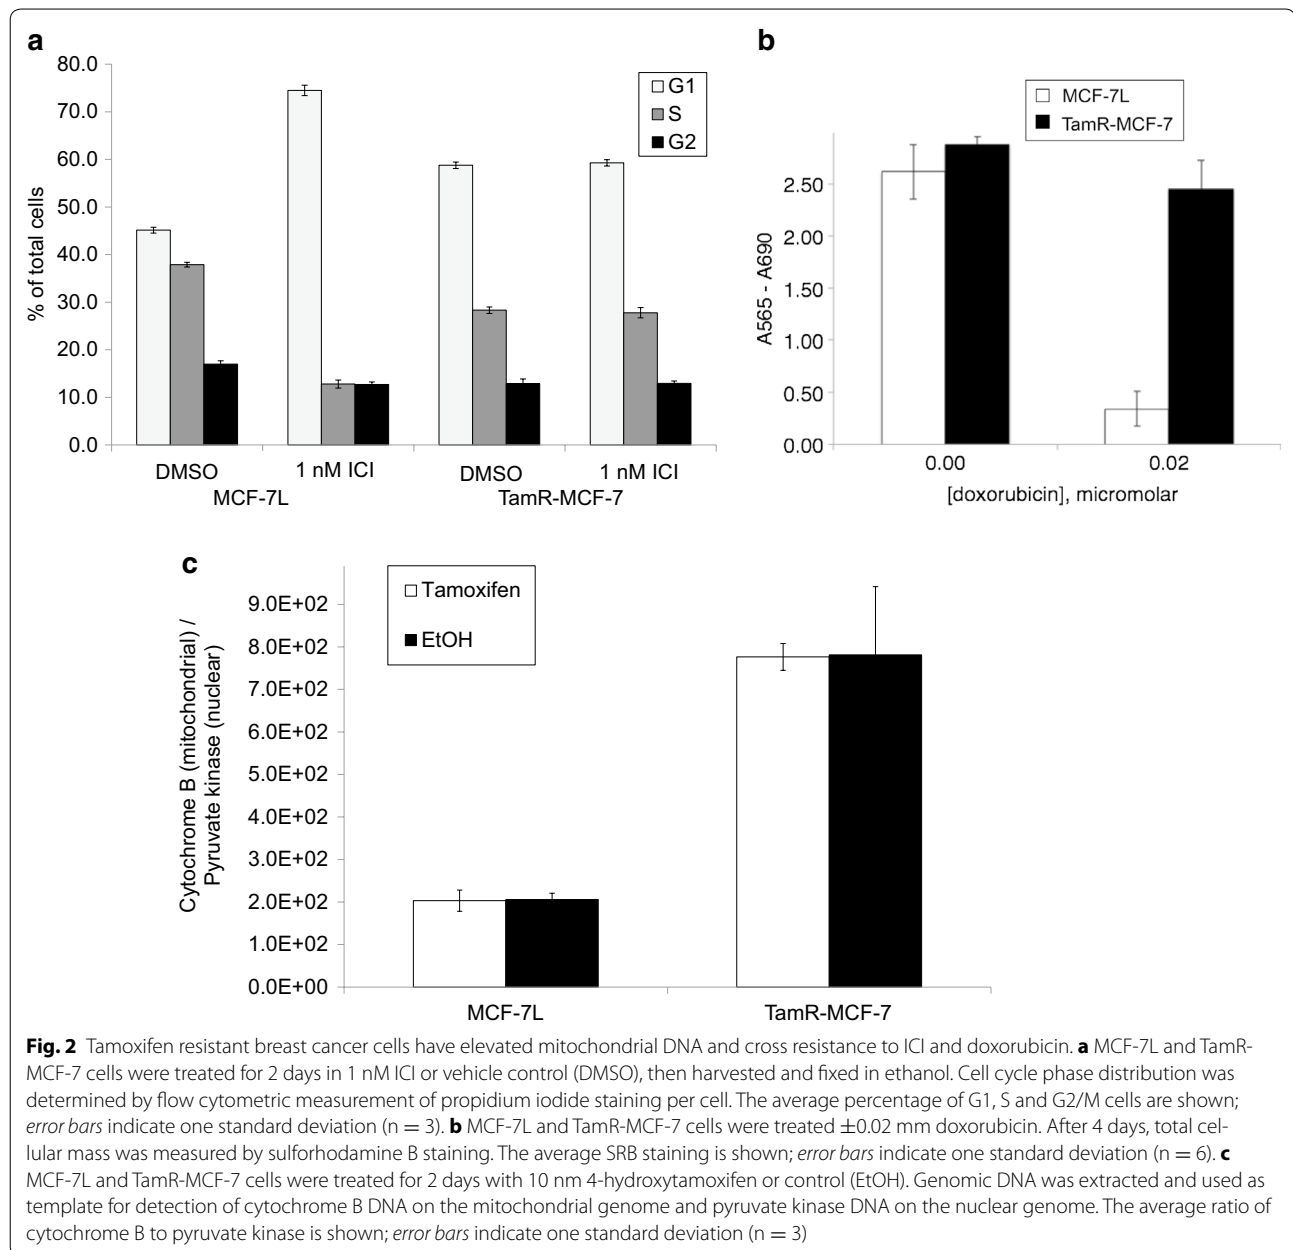 a
80.0
70.0
60.0
50.0
40.0
30.0
20.0
10.0
0.0
% of total cells
G1
S
G2
DMSO
1 nM ICI
DMSO
1 nM ICI
MCF-7L
TamR-MCF-7
b
MCF-7L
TamR-MCF-7
2.50
2.00
1.50
1.00
0.50
0.00
A565 - A690
0.00
0.02
[doxorubicin], micromolar
c
Tamoxifen
EtOH
9.0E+02
8.0E+02
7.0E+02
6.0E+02
5.0E+02
4.0E+02
3.0E+02
2.0E+02
1.0E+02
0.0E+00
Cytochrome B (mitochondrial) /
Pyruvate kinase (nuclear)
MCF-7L
TamR-MCF-7
Fig. 2 Tamoxifen resistant breast cancer cells have elevated mitochondrial DNA and cross resistance to ICI and doxorubicin. a MCF-7L and TamR-
MCF-7 cells were treated for 2 days in 1 nM ICI or vehicle control (DMSO), then harvested and fixed in ethanol. Cell cycle phase distribution was
determined by flow cytometric measurement of propidium iodide staining per cell. The average percentage of G1, S and G2/M cells are shown;
error bars indicate one standard deviation (n = 3). b MCF-7L and TamR-MCF-7 cells were treated ±0.02 mm doxorubicin. After 4 days, total cel-
lular mass was measured by sulforhodamine B staining. The average SRB staining is shown; error bars indicate one standard deviation (n = 6). c
MCF-7L and TamR-MCF-7 cells were treated for 2 days with 10 nm 4-hydroxytamoxifen or control (EtOH). Genomic DNA was extracted and used as
template for detection of cytochrome B DNA on the mitochondrial genome and pyruvate kinase DNA on the nuclear genome. The average ratio of
cytochrome B to pyruvate kinase is shown; error bars indicate one standard deviation (n = 3)